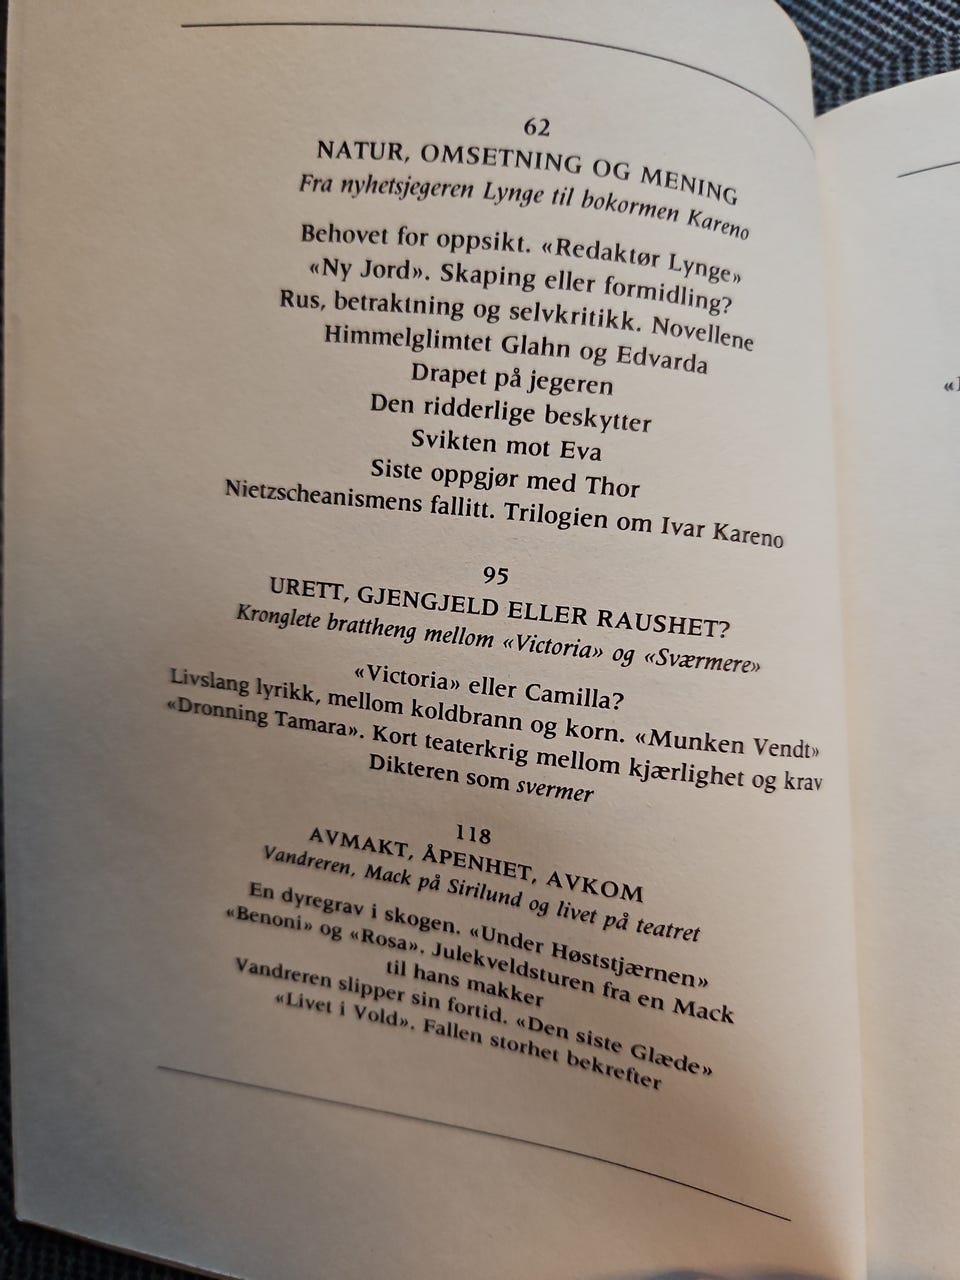 62
NATUR, OMSETNING OG MENING
Fra nyhetsjegeren Lynge til bokormen Kareno
Behovet for oppsikt. «Redaktør Lynge»
«Ny Jord». Skaping eller formidling?
Rus, betraktning og selvkritikk. Novellene
Himmelglimtet Glahn og Edvarda
Drapet på jegeren
Den ridderlige beskytter
Svikten mot Eva
Siste oppgjør med Thor
Nietzscheanismens fallitt. Trilogien om Ivar Kareno
95
URETT, GJENGJELD ELLER RAUSHET?
Kronglete brattheng mellom «Victoria» og «Sværmere»
«Victoria» eller Camilla?
Livslang lyrikk, mellom koldbrann og korn. «Munken Vendt»
«Dronning Tamara». Kort teaterkrig mellom kjærlighet og krav
Dikteren som svermer
118
AVMAKT, ÅPENHET, AVKOM
Vandreren, Mack på Sirilund og livet på teatret
En dyregrav i skogen. «Under Høststjærnen»
«Benoni» og «Rosa». Julekveldsturen fra en Mack
til hans makker
Vandreren slipper sin fortid. «Den siste Glæde»
«Livet i Vold». Fallen storhet bekrefter